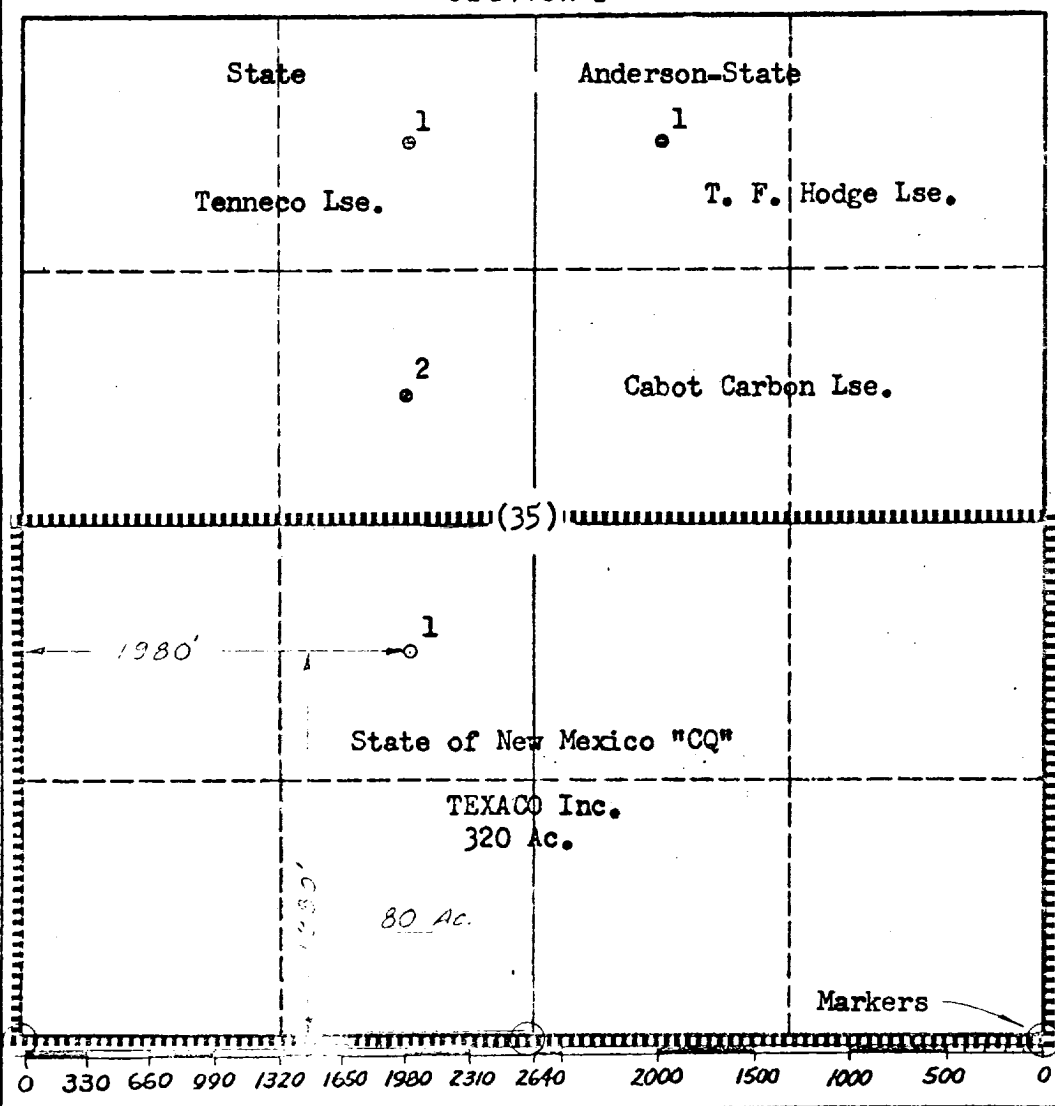 State Anderson-State
1 1
Tenneco Lse. T. F. Hodge Lse.
2
Cabot Carbon Lse.
(35)
1
1980'
State of New Mexico "CQ"
TEXACO Inc.
320 Ac.
1980'
80 Ac.
Markers
0 330 660 990 1320 1650 1980 2310 2640 2000 1500 1000 500 0